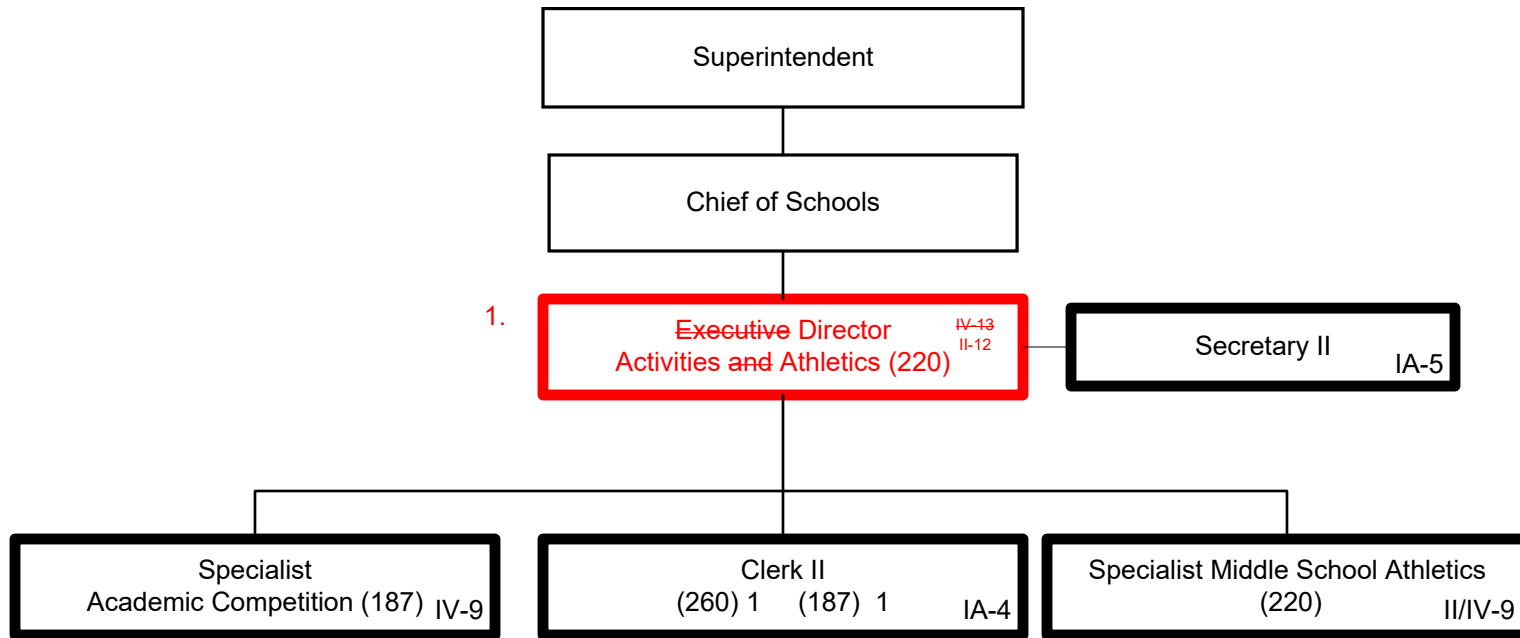 Superintendent
Chief of Schools
1.
Executive Director
IV-13
II-12
Activities and Athletics (220)
Secretary II
IA-5
Specialist
Academic Competition (187)
IV-9
Clerk II
(260) 1 (187) 1
IA-4
Specialist Middle School Athletics
(220)
II/IV-9